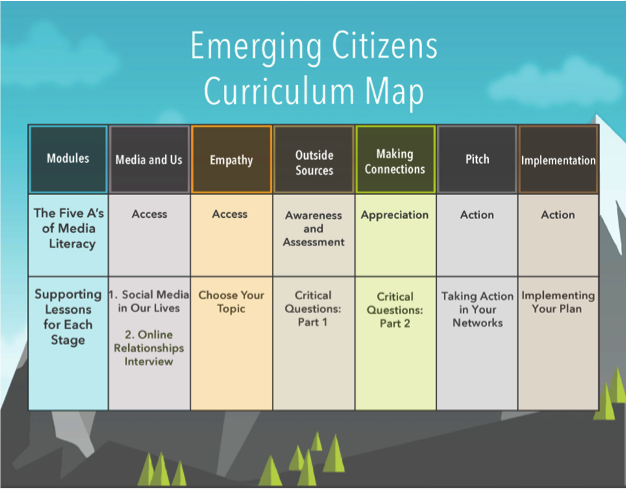 Emerging Citizens
Curriculum Map
Modules
Media and Us
Empathy
Outside
Sources
Making
Connections
Pitch
Implementation
The Five A's
of Media
Literacy
Access
Access
Awareness
and
Assessment
Appreciation
Action
Action
Supporting
Lessons
for Each
Stage
1. Social Media
in Our Lives
2. Online
Relationships
Interview
Choose Your
Topic
Critical
Questions:
Part 1
Critical
Questions:
Part 2
Taking Action
in Your
Networks
Implementing
Your Plan